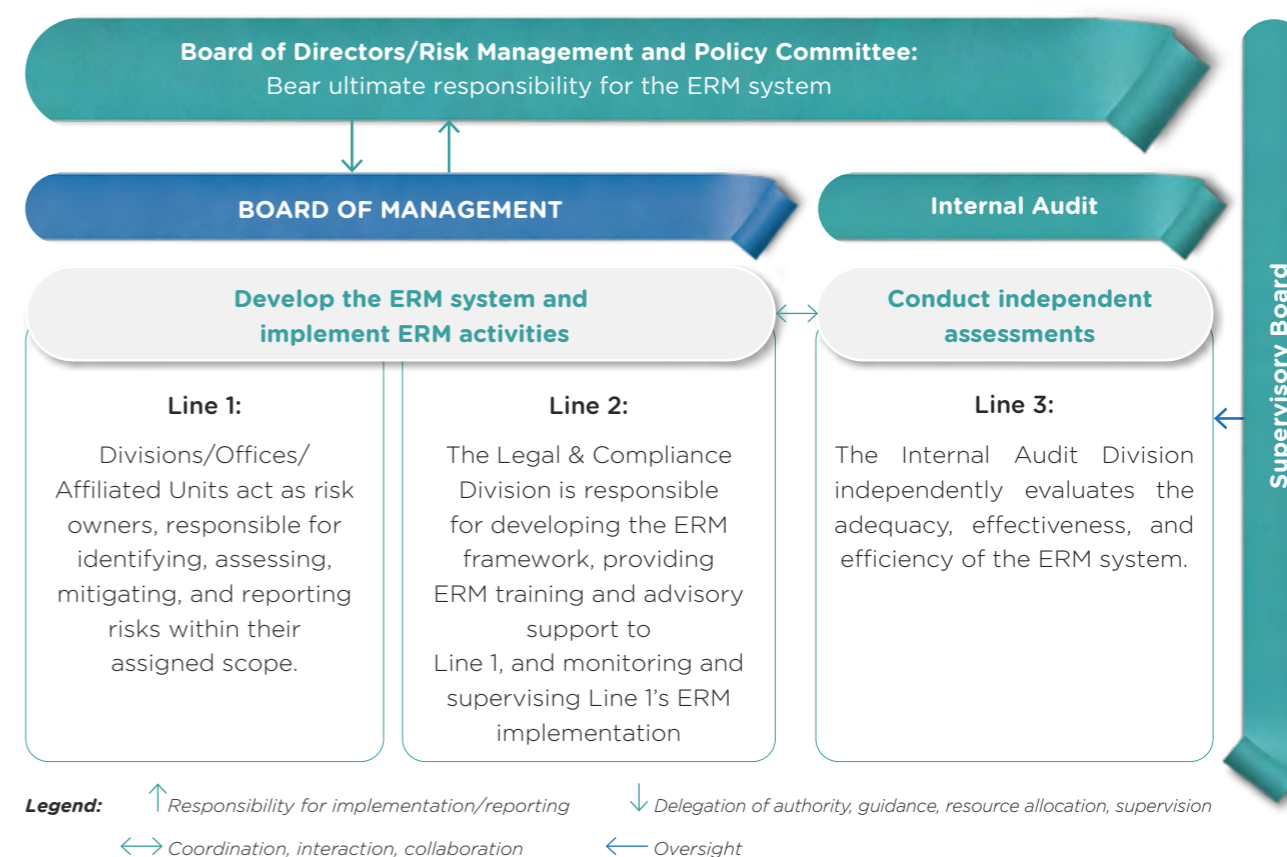 Board of Directors/Risk Management and Policy Committee:
Bear ultimate responsibility for the ERM system
BOARD OF MANAGEMENT
Internal Audit
Develop the ERM system and
implement ERM activities
Conduct independent
assessments
Line 1:
Divisions/Offices/
Affiliated Units act as risk
owners, responsible for
identifying, assessing,
mitigating, and reporting
risks within their
assigned scope.
Line 2:
The Legal & Compliance
Division is responsible
for developing the ERM
framework, providing
ERM training and advisory
support to
Line 1, and monitoring and
supervising Line 1’s ERM
implementation
Line 3:
The Internal Audit Division
independently evaluates the
adequacy, effectiveness, and
efficiency of the ERM system.
Supervisory Board
Legend: ↑ Responsibility for implementation/reporting ↓ Delegation of authority, guidance, resource allocation, supervision
↔ Coordination, interaction, collaboration ← Oversight